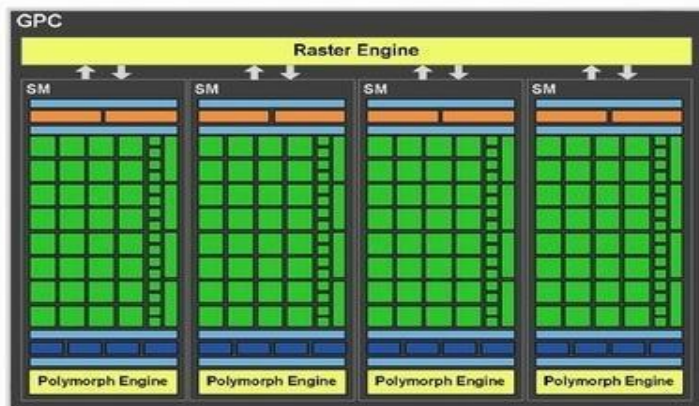 GPC
Raster Engine
SM SM SM SM
Polymorph Engine Polymorph Engine Polymorph Engine Polymorph Engine